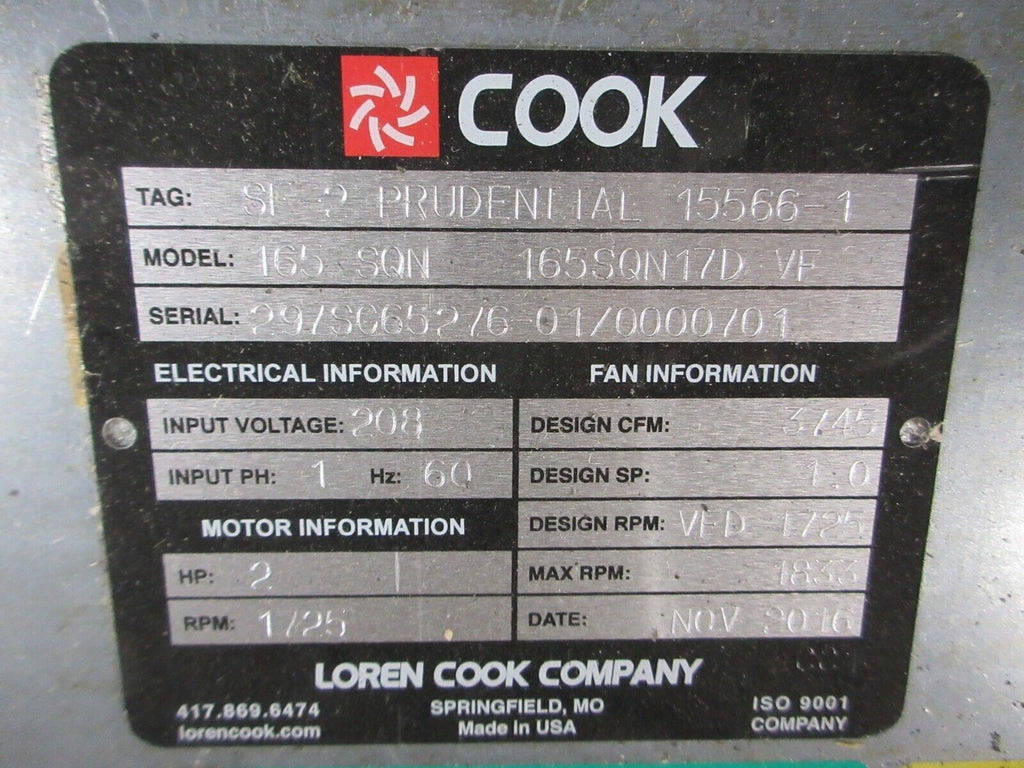 COOK
TAG: SF 2 PRUDENTIAL 15566-1
MODEL: 165 SQN 165SQN17D VF
SERIAL: 297SC65276-01/0000701
ELECTRICAL INFORMATION
INPUT VOLTAGE: 208
INPUT PH: 1 Hz: 60
MOTOR INFORMATION
HP: 2
RPM: 1725
FAN INFORMATION
DESIGN CFM: 3745
DESIGN SP: 1.0
DESIGN RPM: VFD 1725
MAX RPM: 1833
DATE: NOV 2016
LOREN COOK COMPANY
417.869.6474
lorencook.com
SPRINGFIELD, MO
Made in USA
ISO 9001
COMPANY